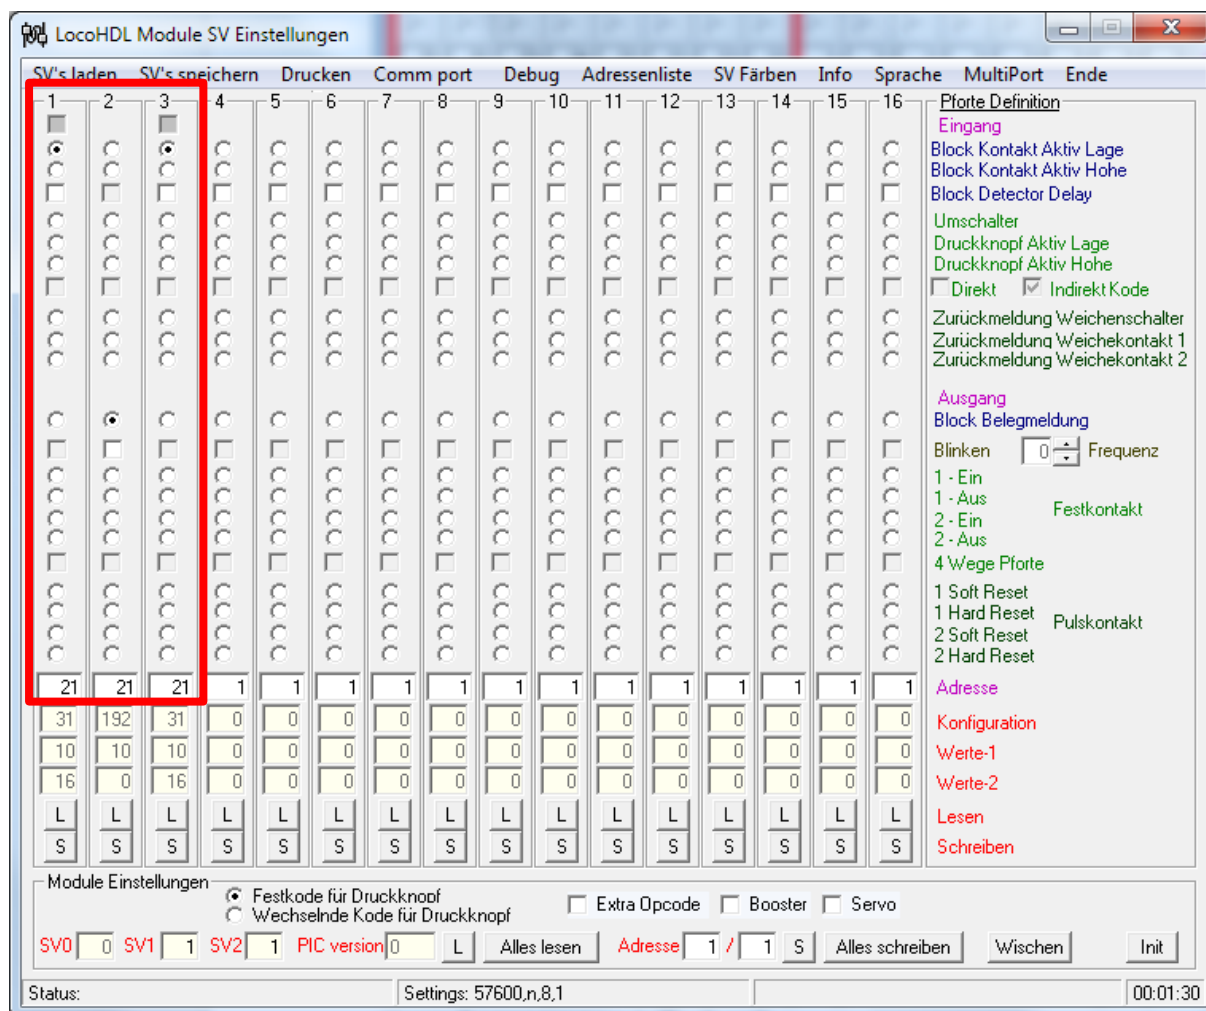 LocoHDL Module SV Einstellungen
SV's laden SV's speichern Drucken Comm port Debug Adressenliste SV Färben Info Sprache MultiPort Ende
1 2 3 4 5 6 7 8 9 10 11 12 13 14 15 16 Pforte Definition
Eingang
Block Kontakt Aktiv Lage
Block Kontakt Aktiv Hohe
Block Detector Delay
Umschalter
Druckknopf Aktiv Lage
Druckknopf Aktiv Hohe
Direkt Indirekt Kode
Zurückmeldung Weichenschalter
Zurückmeldung Weichekontakt 1
Zurückmeldung Weichekontakt 2
Ausgang
Block Belegmeldung
Blinken 0 Frequenz
1 - Ein
1 - Aus
Festkontakt
2 - Ein
2 - Aus
4 Wege Pforte
1 Soft Reset
1 Hard Reset
Pulskontakt
2 Soft Reset
2 Hard Reset
21 21 21 1 1 1 1 1 1 1 1 1 1 1 1 1 Adresse
31 192 31 0 0 0 0 0 0 0 0 0 0 0 0 0 Konfiguration
10 10 10 0 0 0 0 0 0 0 0 0 0 0 0 0 Werte-1
16 0 16 0 0 0 0 0 0 0 0 0 0 0 0 0 Werte-2
L L L L L L L L L L L L L L L L Lesen
S S S S S S S S S S S S S S S S Schreiben
Module Einstellungen
Festkode für Druckknopf
Wechselnde Kode für Druckknopf
Extra Opcode Booster Servo
SV0 0 SV1 1 SV2 1 PIC version 0 L Alles lesen Adresse 1 / 1 S Alles schreiben Wischen Init
Status: Settings: 57600,n,8,1 00:01:30